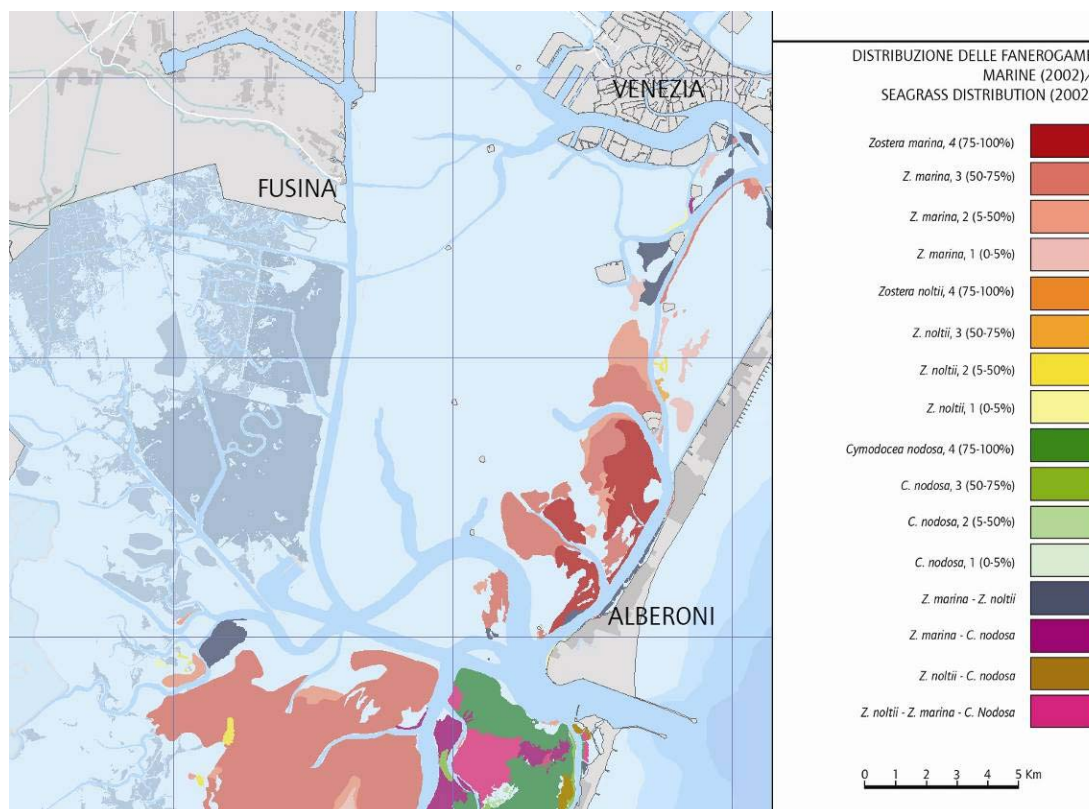 VENEZIA
FUSINA
ALBERONI
DISTRIBUZIONE DELLE FANEROGAME
MARINE (2002)/
SEAGRASS DISTRIBUTION (2002
Zostera marina, 4 (75-100%)
Z. marina, 3 (50-75%)
Z. marina, 2 (5-50%)
Z. marina, 1 (0-5%)
Zostera noltii, 4 (75-100%)
Z. noltii, 3 (50-75%)
Z. noltii, 2 (5-50%)
Z. noltii, 1 (0-5%)
Cymodocea nodosa, 4 (75-100%)
C. nodosa, 3 (50-75%)
C. nodosa, 2 (5-50%)
C. nodosa, 1 (0-5%)
Z. marina - Z. noltii
Z. marina - C. nodosa
Z. noltii - C. nodosa
Z. noltii - Z. marina - C. Nodosa
0 1 2 3 4 5 Km